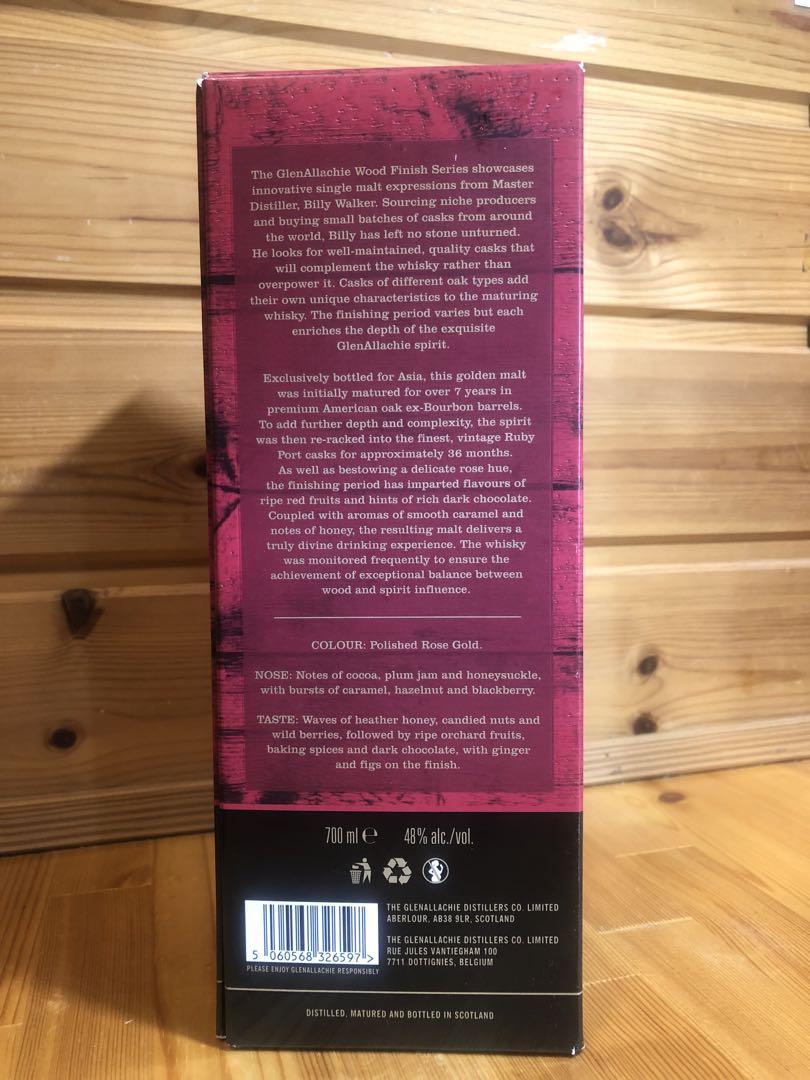 The GlenAllachie Wood Finish Series showcases
innovative single malt expressions from Master
Distiller, Billy Walker. Sourcing niche producers
and buying small batches of casks from around
the world, Billy has left no stone unturned.
He looks for well-maintained, quality casks that
will complement the whisky rather than
overpower it. Casks of different oak types add
their own unique characteristics to the maturing
whisky. The finishing period varies but each
enriches the depth of the exquisite
GlenAllachie spirit.
Exclusively bottled for Asia, this golden malt
was initially matured for over 7 years in
premium American oak ex-Bourbon barrels.
To add further depth and complexity, the spirit
was then re-racked into the finest, vintage Ruby
Port casks for approximately 36 months.
As well as bestowing a delicate rose hue,
the finishing period has imparted flavours of
ripe red fruits and hints of rich dark chocolate.
Coupled with aromas of smooth caramel and
notes of honey, the resulting malt delivers a
truly divine drinking experience. The whisky
was monitored frequently to ensure the
achievement of exceptional balance between
wood and spirit influence.
COLOUR: Polished Rose Gold.
NOSE: Notes of cocoa, plum jam and honeysuckle,
with bursts of caramel, hazelnut and blackberry.
TASTE: Waves of heather honey, candied nuts and
wild berries, followed by ripe orchard fruits,
baking spices and dark chocolate, with ginger
and figs on the finish.
700 ml ℮ 48% alc./vol.
THE GLENALLACHIE DISTILLERS CO. LIMITED
ABERLOUR, AB38 9LR, SCOTLAND
THE GLENALLACHIE DISTILLERS CO. LIMITED
RUE JULES VANTIEGHAM 100
7711 DOTTIGNIES, BELGIUM
5 060568 326597 >
PLEASE ENJOY GLENALLACHIE RESPONSIBLY
DISTILLED, MATURED AND BOTTLED IN SCOTLAND